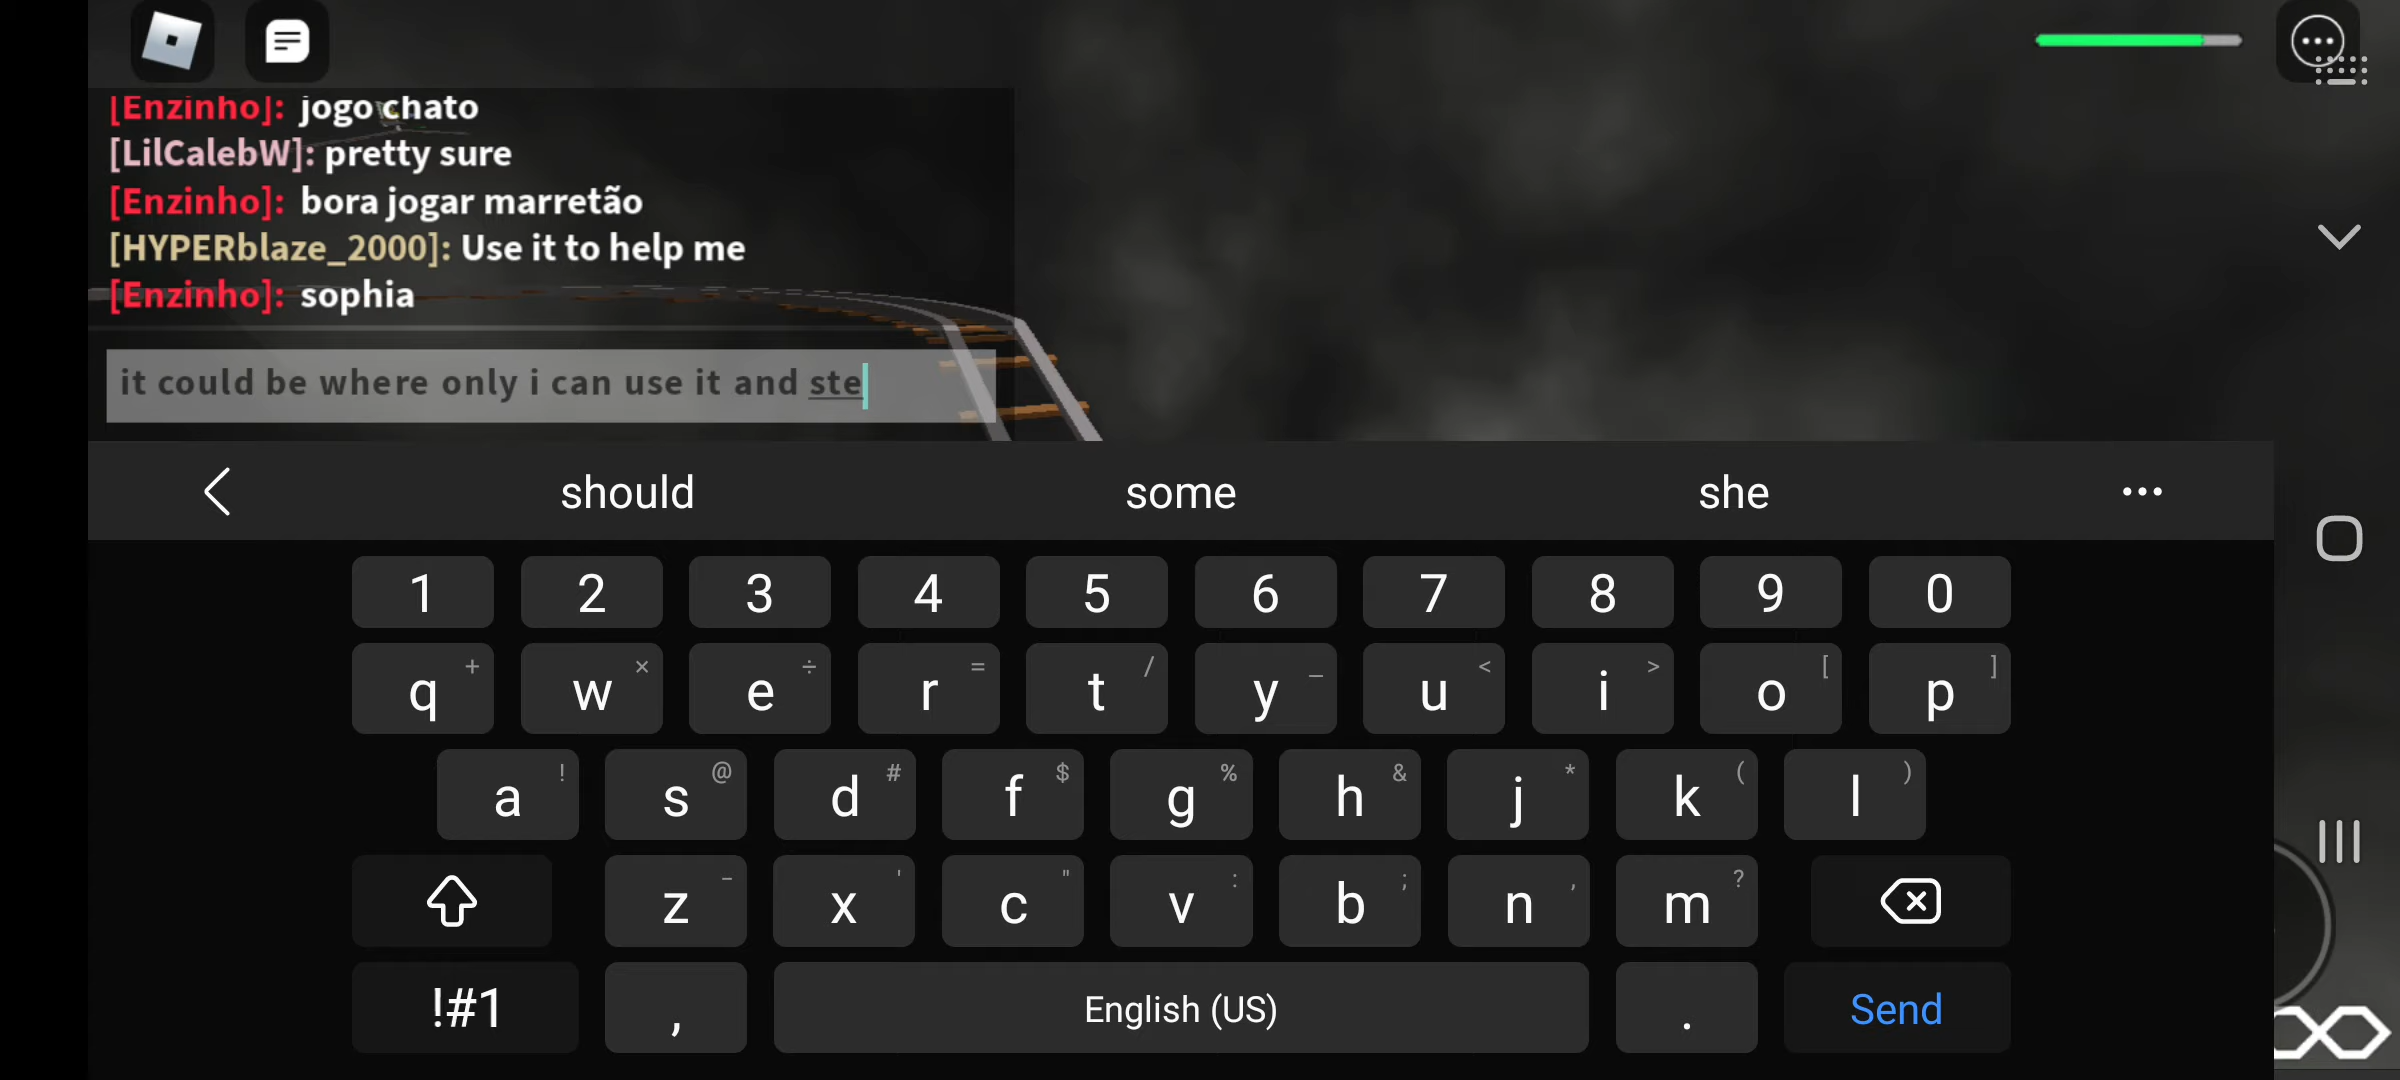 [Enzinho]: jogo chato
[LilCalebW]: pretty sure
[Enzinho]: bora jogar marretão
[HYPERblaze_2000]: Use it to help me
[Enzinho]: sophia
it could be where only i can use it and ste
should some she
1 2 3 4 5 6 7 8 9 0
q + w × e ÷ r = t / y _ u < i > o [ p ]
a ! s @ d # f $ g % h & j * k ( l )
z - x ' c " v : b ; n , m ?
!#1 , English (US) . Send